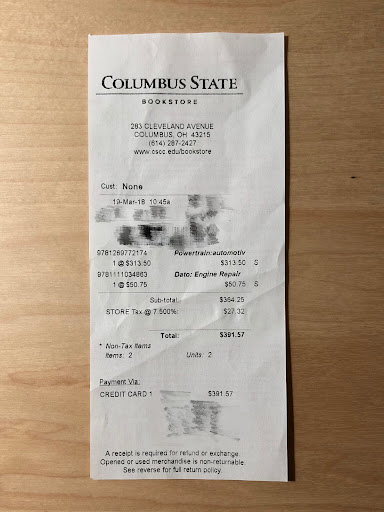 COLUMBUS STATE
BOOKSTORE
283 CLEVELAND AVENUE
COLUMBUS, OH 43215
(614) 287-2427
www.cscc.edu/bookstore
Cust: None
19-Mar-18 10:45a
9781269772174 Powertrain:automotiv
1 @ $313.50 $313.50 S
9781111034863 Dato: Engine Repair
1 @ $50.75 $50.75 S
Sub-total: $364.25
STORE Tax @ 7.500%: $27.32
Total: $391.57
* Non-Tax Items
Items: 2 Units: 2
Payment Via:
CREDIT CARD 1 $391.57
A receipt is required for refund or exchange.
Opened or used merchandise is non-returnable.
See reverse for full return policy.